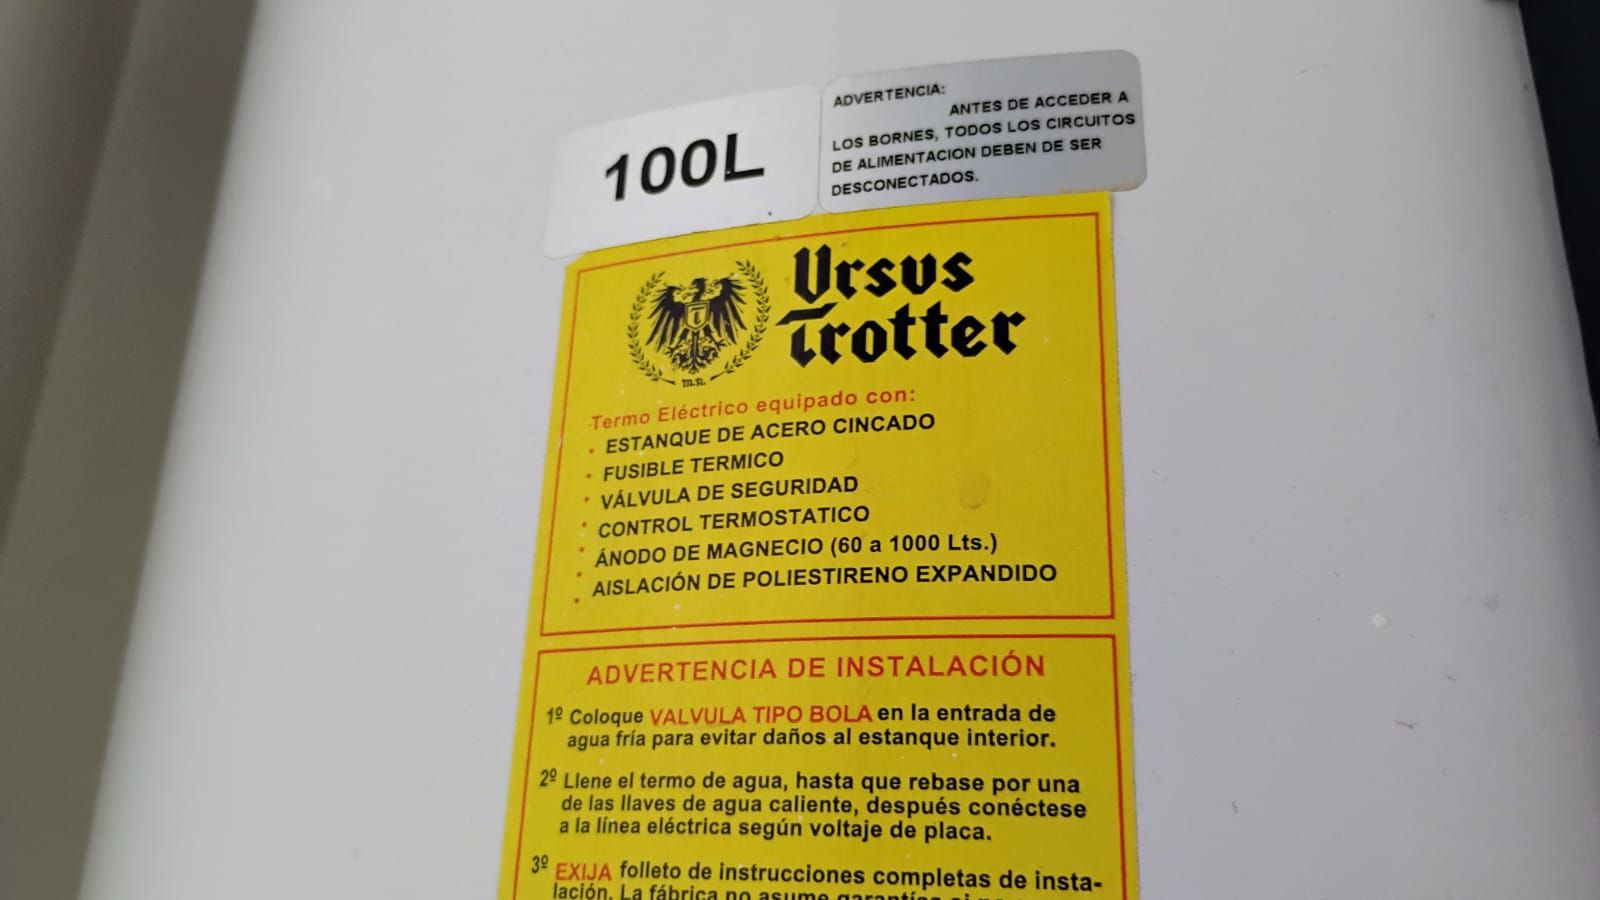 100L
ADVERTENCIA:
ANTES DE ACCEDER A
LOS BORNES, TODOS LOS CIRCUITOS
DE ALIMENTACION DEBEN DE SER
DESCONECTADOS.
Ursus
Trotter
M.R.
Termo Eléctrico equipado con:
• ESTANQUE DE ACERO CINCADO
• FUSIBLE TERMICO
• VÁLVULA DE SEGURIDAD
• CONTROL TERMOSTATICO
• ÁNODO DE MAGNECIO (60 a 1000 Lts.)
• AISLACIÓN DE POLIESTIRENO EXPANDIDO
ADVERTENCIA DE INSTALACIÓN
1º Coloque VALVULA TIPO BOLA en la entrada de
agua fría para evitar daños al estanque interior.
2º Llene el termo de agua, hasta que rebase por una
de las llaves de agua caliente, después conéctese
a la línea eléctrica según voltaje de placa.
3º EXIJA folleto de instrucciones completas de insta-
lación. La fábrica no asume garantías si no